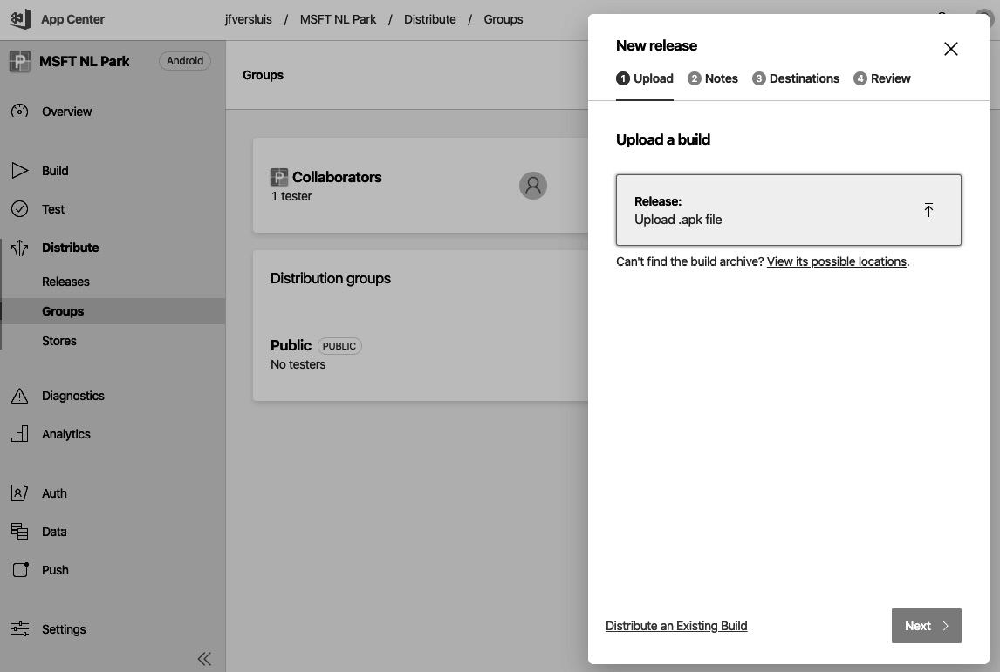 App Center
jfversluis / MSFT NL Park / Distribute / Groups
P MSFT NL Park Android
Overview
Build
Test
Distribute
Releases
Groups
Stores
Diagnostics
Analytics
Auth
Data
Push
Settings
Groups
P Collaborators
1 tester
Distribution groups
Public PUBLIC
No testers
New release
1 Upload 2 Notes 3 Destinations 4 Review
Upload a build
Release:
Upload .apk file
Can't find the build archive? View its possible locations.
Distribute an Existing Build
Next